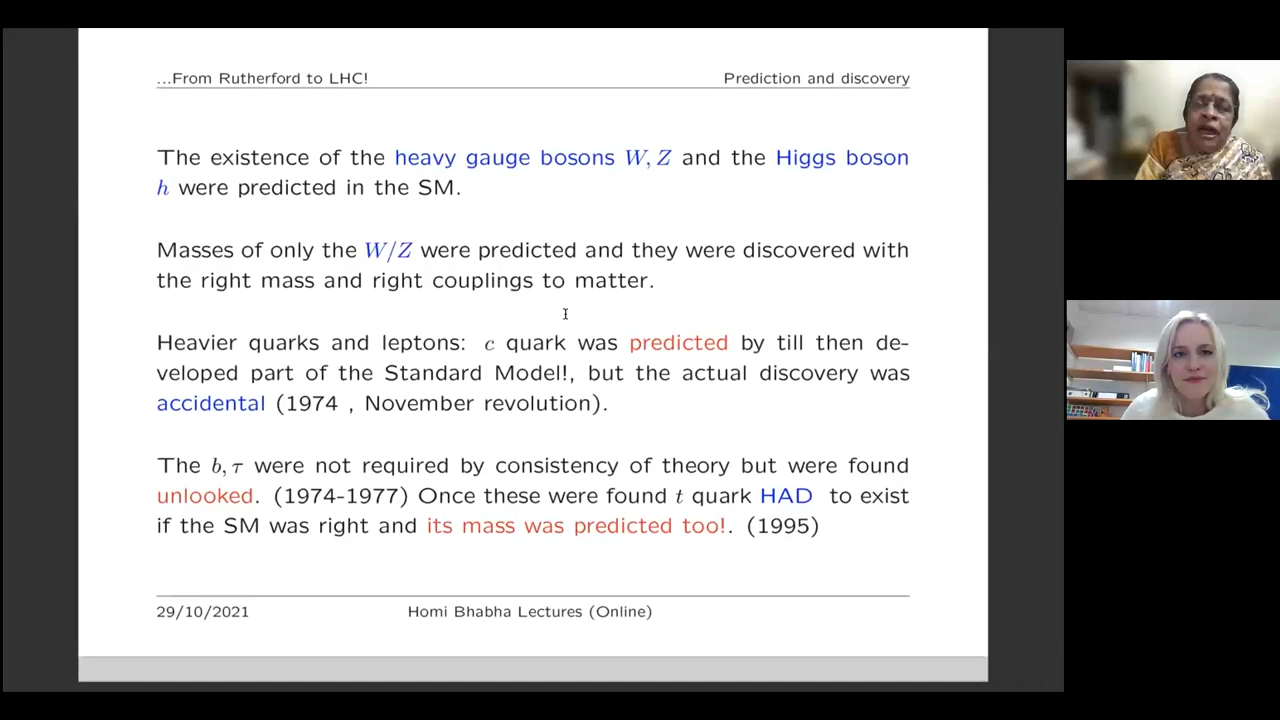 ...From Rutherford to LHC!
Prediction and discovery
The existence of the heavy gauge bosons W, Z and the Higgs boson
h were predicted in the SM.
Masses of only the W/Z were predicted and they were discovered with
the right mass and right couplings to matter.
Heavier quarks and leptons: c quark was predicted by till then de-
veloped part of the Standard Model!, but the actual discovery was
accidental (1974 , November revolution).
The b, τ were not required by consistency of theory but were found
unlooked. (1974-1977) Once these were found t quark HAD to exist
if the SM was right and its mass was predicted too!. (1995)
29/10/2021
Homi Bhabha Lectures (Online)